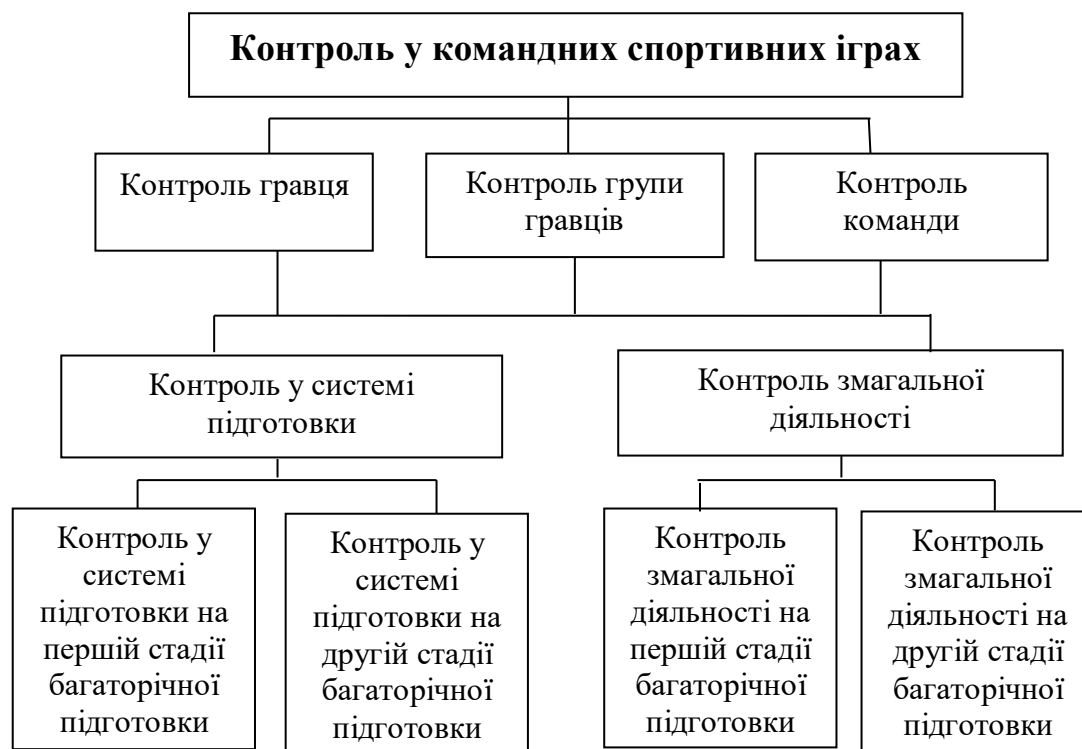 Контроль у командних спортивних іграх
Контроль гравця
Контроль групи
гравців
Контроль
команди
Контроль у системі
підготовки
Контроль змагальної
діяльності
Контроль у
системі
підготовки на
першій стадії
багаторічної
підготовки
Контроль у
системі
підготовки на
другій стадії
багаторічної
підготовки
Контроль
змагальної
діяльності на
першій стадії
багаторічної
підготовки
Контроль
змагальної
діяльності на
другій стадії
багаторічної
підготовки